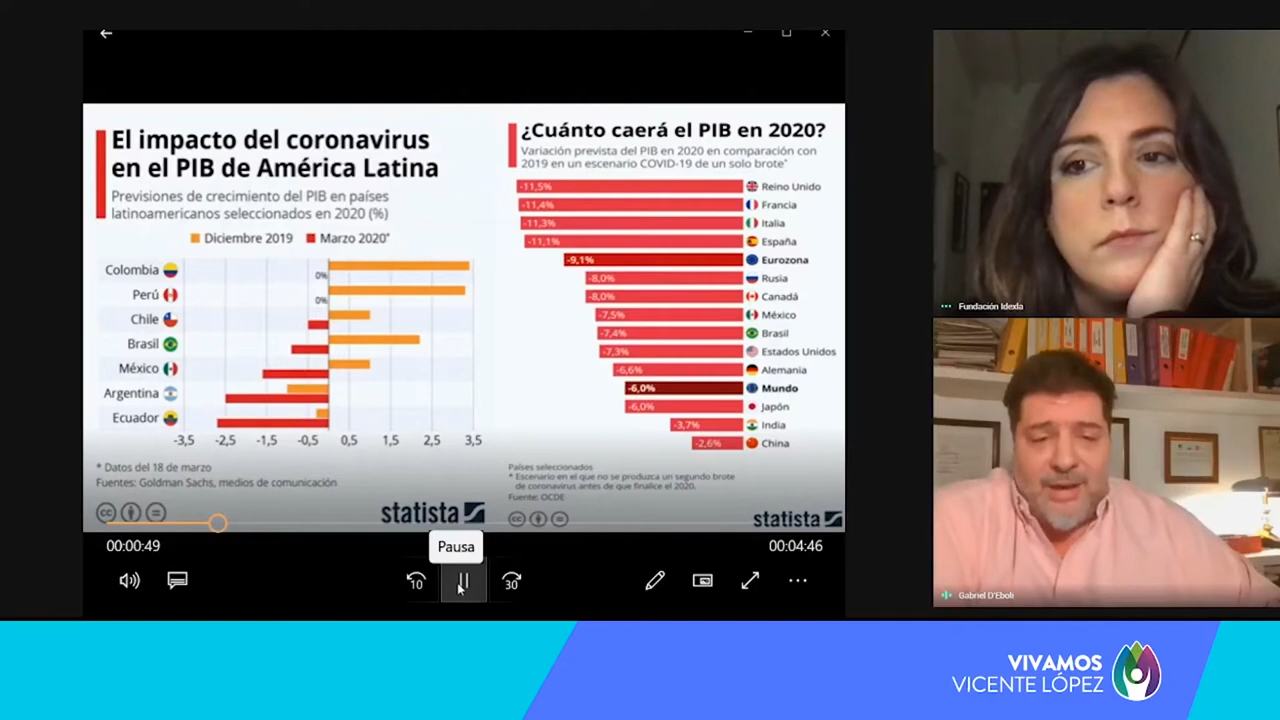 El impacto del coronavirus
en el PIB de América Latina
Previsiones de crecimiento del PIB en países
latinoamericanos seleccionados en 2020 (%)
Diciembre 2019 Marzo 2020*
Colombia 0%
Perú 0%
Chile
Brasil
México
Argentina
Ecuador
-3,5 -2,5 -1,5 -0,5 0,5 1,5 2,5 3,5
* Datos del 18 de marzo
Fuentes: Goldman Sachs, medios de comunicación
statista
¿Cuánto caerá el PIB en 2020?
Variación prevista del PIB en 2020 en comparación con
2019 en un escenario COVID-19 de un solo brote*
-11,5% Reino Unido
-11,4% Francia
-11,3% Italia
-11,1% España
-9,1% Eurozona
-8,0% Rusia
-8,0% Canadá
-7,5% México
-7,4% Brasil
-7,3% Estados Unidos
-6,6% Alemania
-6,0% Mundo
-6,0% Japón
-3,7% India
-2,6% China
Países seleccionados
* Escenario en el que no se produzca un segundo brote
de coronavirus antes de que finalice el 2020.
Fuente: OCDE
statista
00:00:49
Pausa
00:04:46
10
30
Fundación Idexla
Gabriel D'Eboli
VIVAMOS
VICENTE LÓPEZ